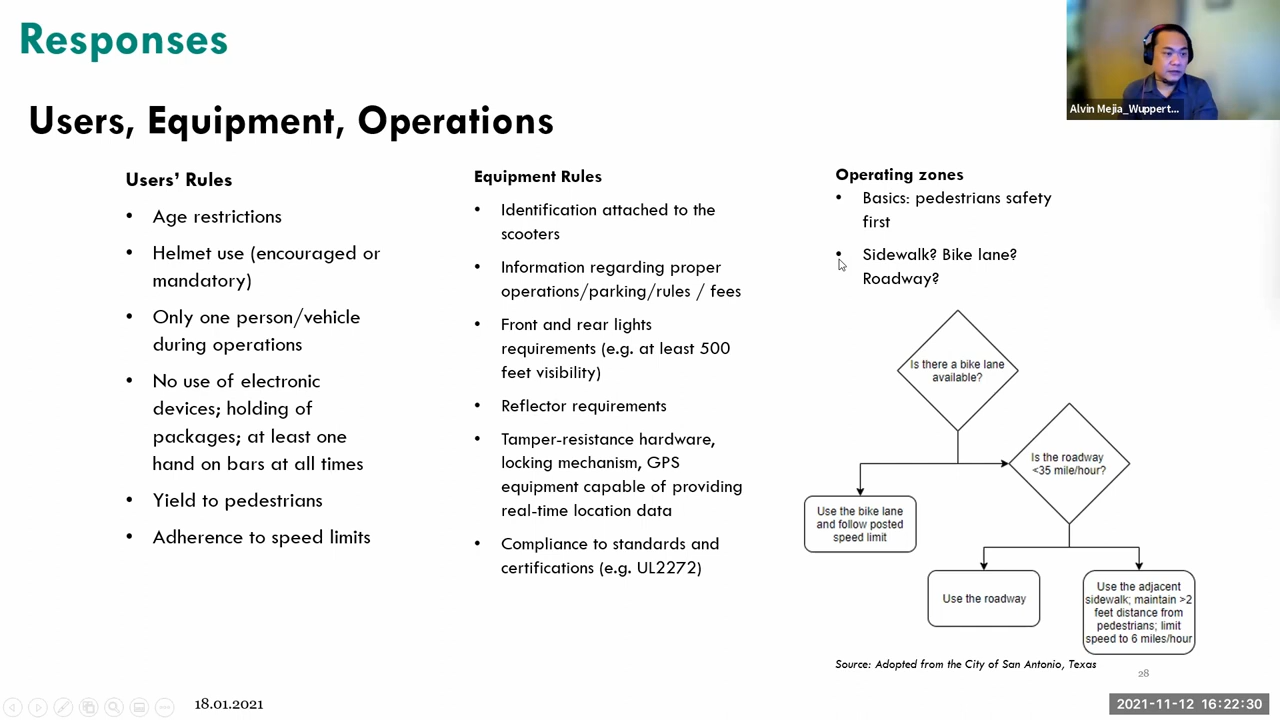 Responses
Users, Equipment, Operations
Users' Rules
• Age restrictions
• Helmet use (encouraged or
mandatory)
• Only one person/vehicle
during operations
• No use of electronic
devices; holding of
packages; at least one
hand on bars at all times
• Yield to pedestrians
• Adherence to speed limits
Equipment Rules
• Identification attached to the
scooters
• Information regarding proper
operations/parking/rules / fees
• Front and rear lights
requirements (e.g. at least 500
feet visibility)
• Reflector requirements
• Tamper-resistance hardware,
locking mechanism, GPS
equipment capable of providing
real-time location data
• Compliance to standards and
certifications (e.g. UL2272)
Operating zones
• Basics: pedestrians safety
first
• Sidewalk? Bike lane?
Roadway?
Is there a bike lane
available?
Is the roadway
<35 mile/hour?
Use the bike lane
and follow posted
speed limit
Use the roadway
Use the adjacent
sidewalk; maintain >2
feet distance from
pedestrians; limit
speed to 6 miles/hour
Source: Adopted from the City of San Antonio, Texas
28
18.01.2021
Alvin Mejia_Wuppert...
2021-11-12 16:22:30